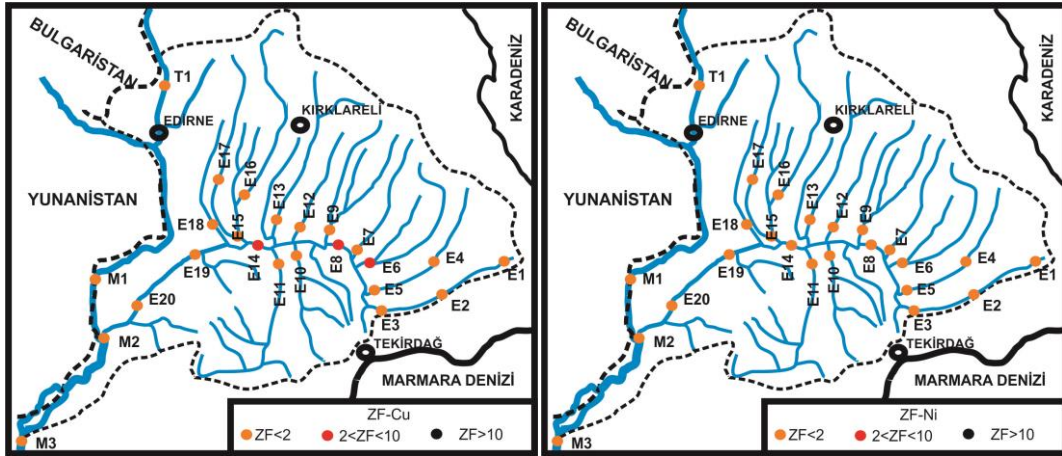 BULGARİSTAN
KARADENİZ
T1
EDİRNE
KIRKLARELİ
YUNANİSTAN
E17
E16
E18
E15
E13
E12
E9
E7
E14
E19
E11
E10
E8
E6
E4
E1
M1
E20
E5
E2
M2
E3
TEKİRDAĞ
MARMARA DENİZİ
M3
ZF-Cu
ZF<2 2<ZF<10 ZF>10
BULGARİSTAN
KARADENİZ
T1
EDİRNE
KIRKLARELİ
YUNANİSTAN
E17
E16
E18
E15
E13
E12
E9
E7
E14
E19
E11
E10
E8
E6
E4
E1
M1
E20
E5
E2
M2
E3
TEKİRDAĞ
MARMARA DENİZİ
M3
ZF-Ni
ZF<2 2<ZF<10 ZF>10